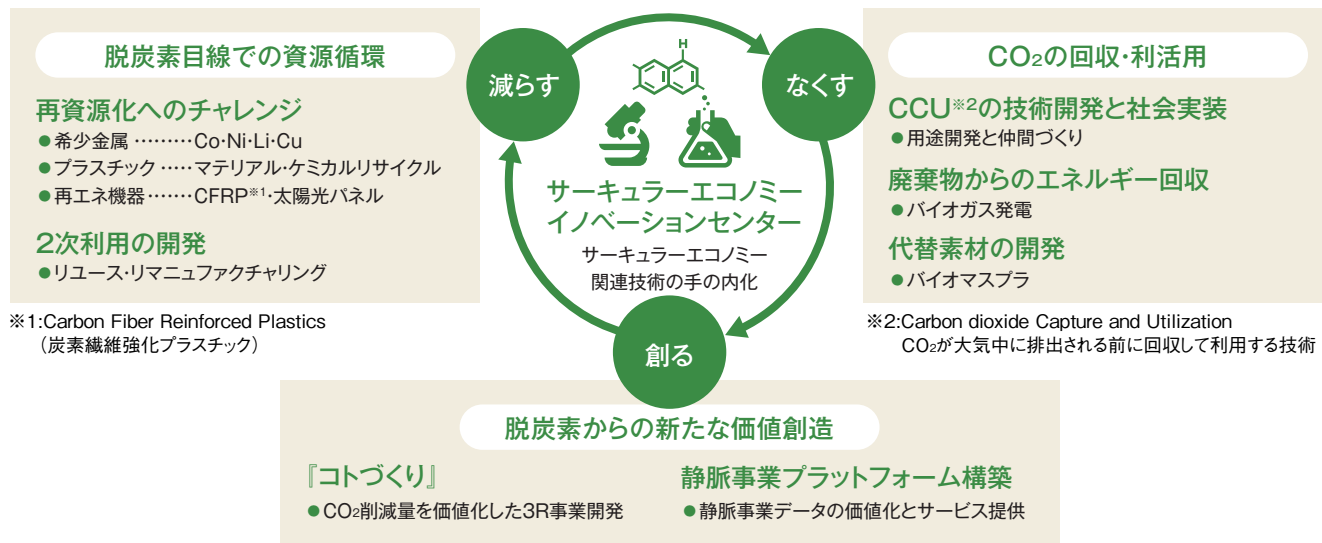 脱炭素目線での資源循環
再資源化へのチャレンジ
●希少金属 ………Co・Ni・Li・Cu
●プラスチック ‥‥‥マテリアル・ケミカルリサイクル
●再エネ機器………CFRP※1・太陽光パネル
2次利用の開発
●リユース・リマニュファクチャリング
※1:Carbon Fiber Reinforced Plastics
（炭素繊維強化プラスチック）
減らす
なくす
創る
H
サーキュラーエコノミー
イノベーションセンター
サーキュラーエコノミー
関連技術の手の内化
CO2の回収・利活用
CCU※2の技術開発と社会実装
●用途開発と仲間づくり
廃棄物からのエネルギー回収
●バイオガス発電
代替素材の開発
●バイオマスプラ
※2:Carbon dioxide Capture and Utilization
CO2が大気中に排出される前に回収して利用する技術
脱炭素からの新たな価値創造
『コトづくり』
●CO2削減量を価値化した3R事業開発
静脈事業プラットフォーム構築
●静脈事業データの価値化とサービス提供